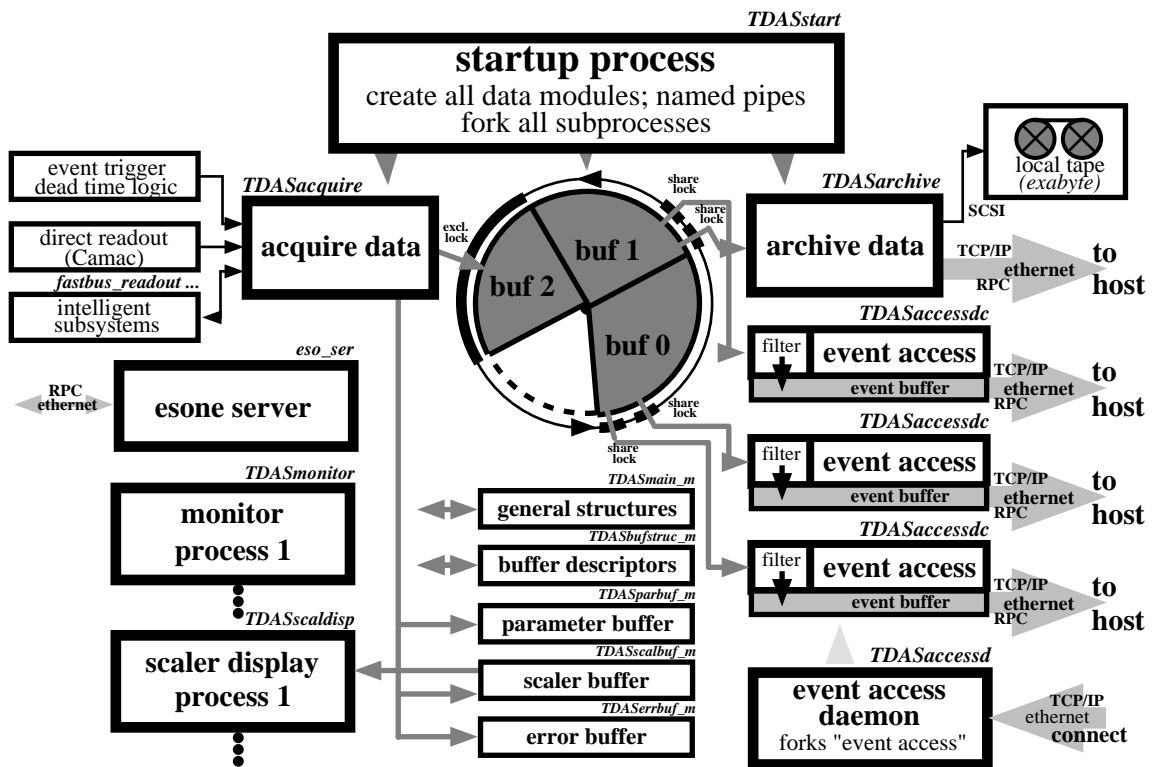 TDASstart
startup process
create all data modules; named pipes
fork all subprocesses
event trigger
dead time logic
direct readout
(Camac)
fastbus_readout ...
intelligent
subsystems
TDASacquire
acquire data
excl.
lock
buf 1
buf 2
buf 0
share
lock
share
lock
share
lock
share
lock
TDASarchive
archive data
local tape
(exabyte)
SCSI
TCP/IP
ethernet
RPC
to
host
TDASaccessdc
filter
event access
event buffer
TCP/IP
ethernet
RPC
to
host
TDASaccessdc
filter
event access
event buffer
TCP/IP
ethernet
RPC
to
host
TDASaccessdc
filter
event access
event buffer
TCP/IP
ethernet
RPC
to
host
TDASaccessd
event access
daemon
forks "event access"
TCP/IP
ethernet
connect
eso_ser
RPC
ethernet
esone server
TDASmonitor
monitor
process 1
TDASscaldisp
scaler display
process 1
TDASmain_m
general structures
TDASbufstruc_m
buffer descriptors
TDASparbuf_m
parameter buffer
TDASscalbuf_m
scaler buffer
TDASerrbuf_m
error buffer